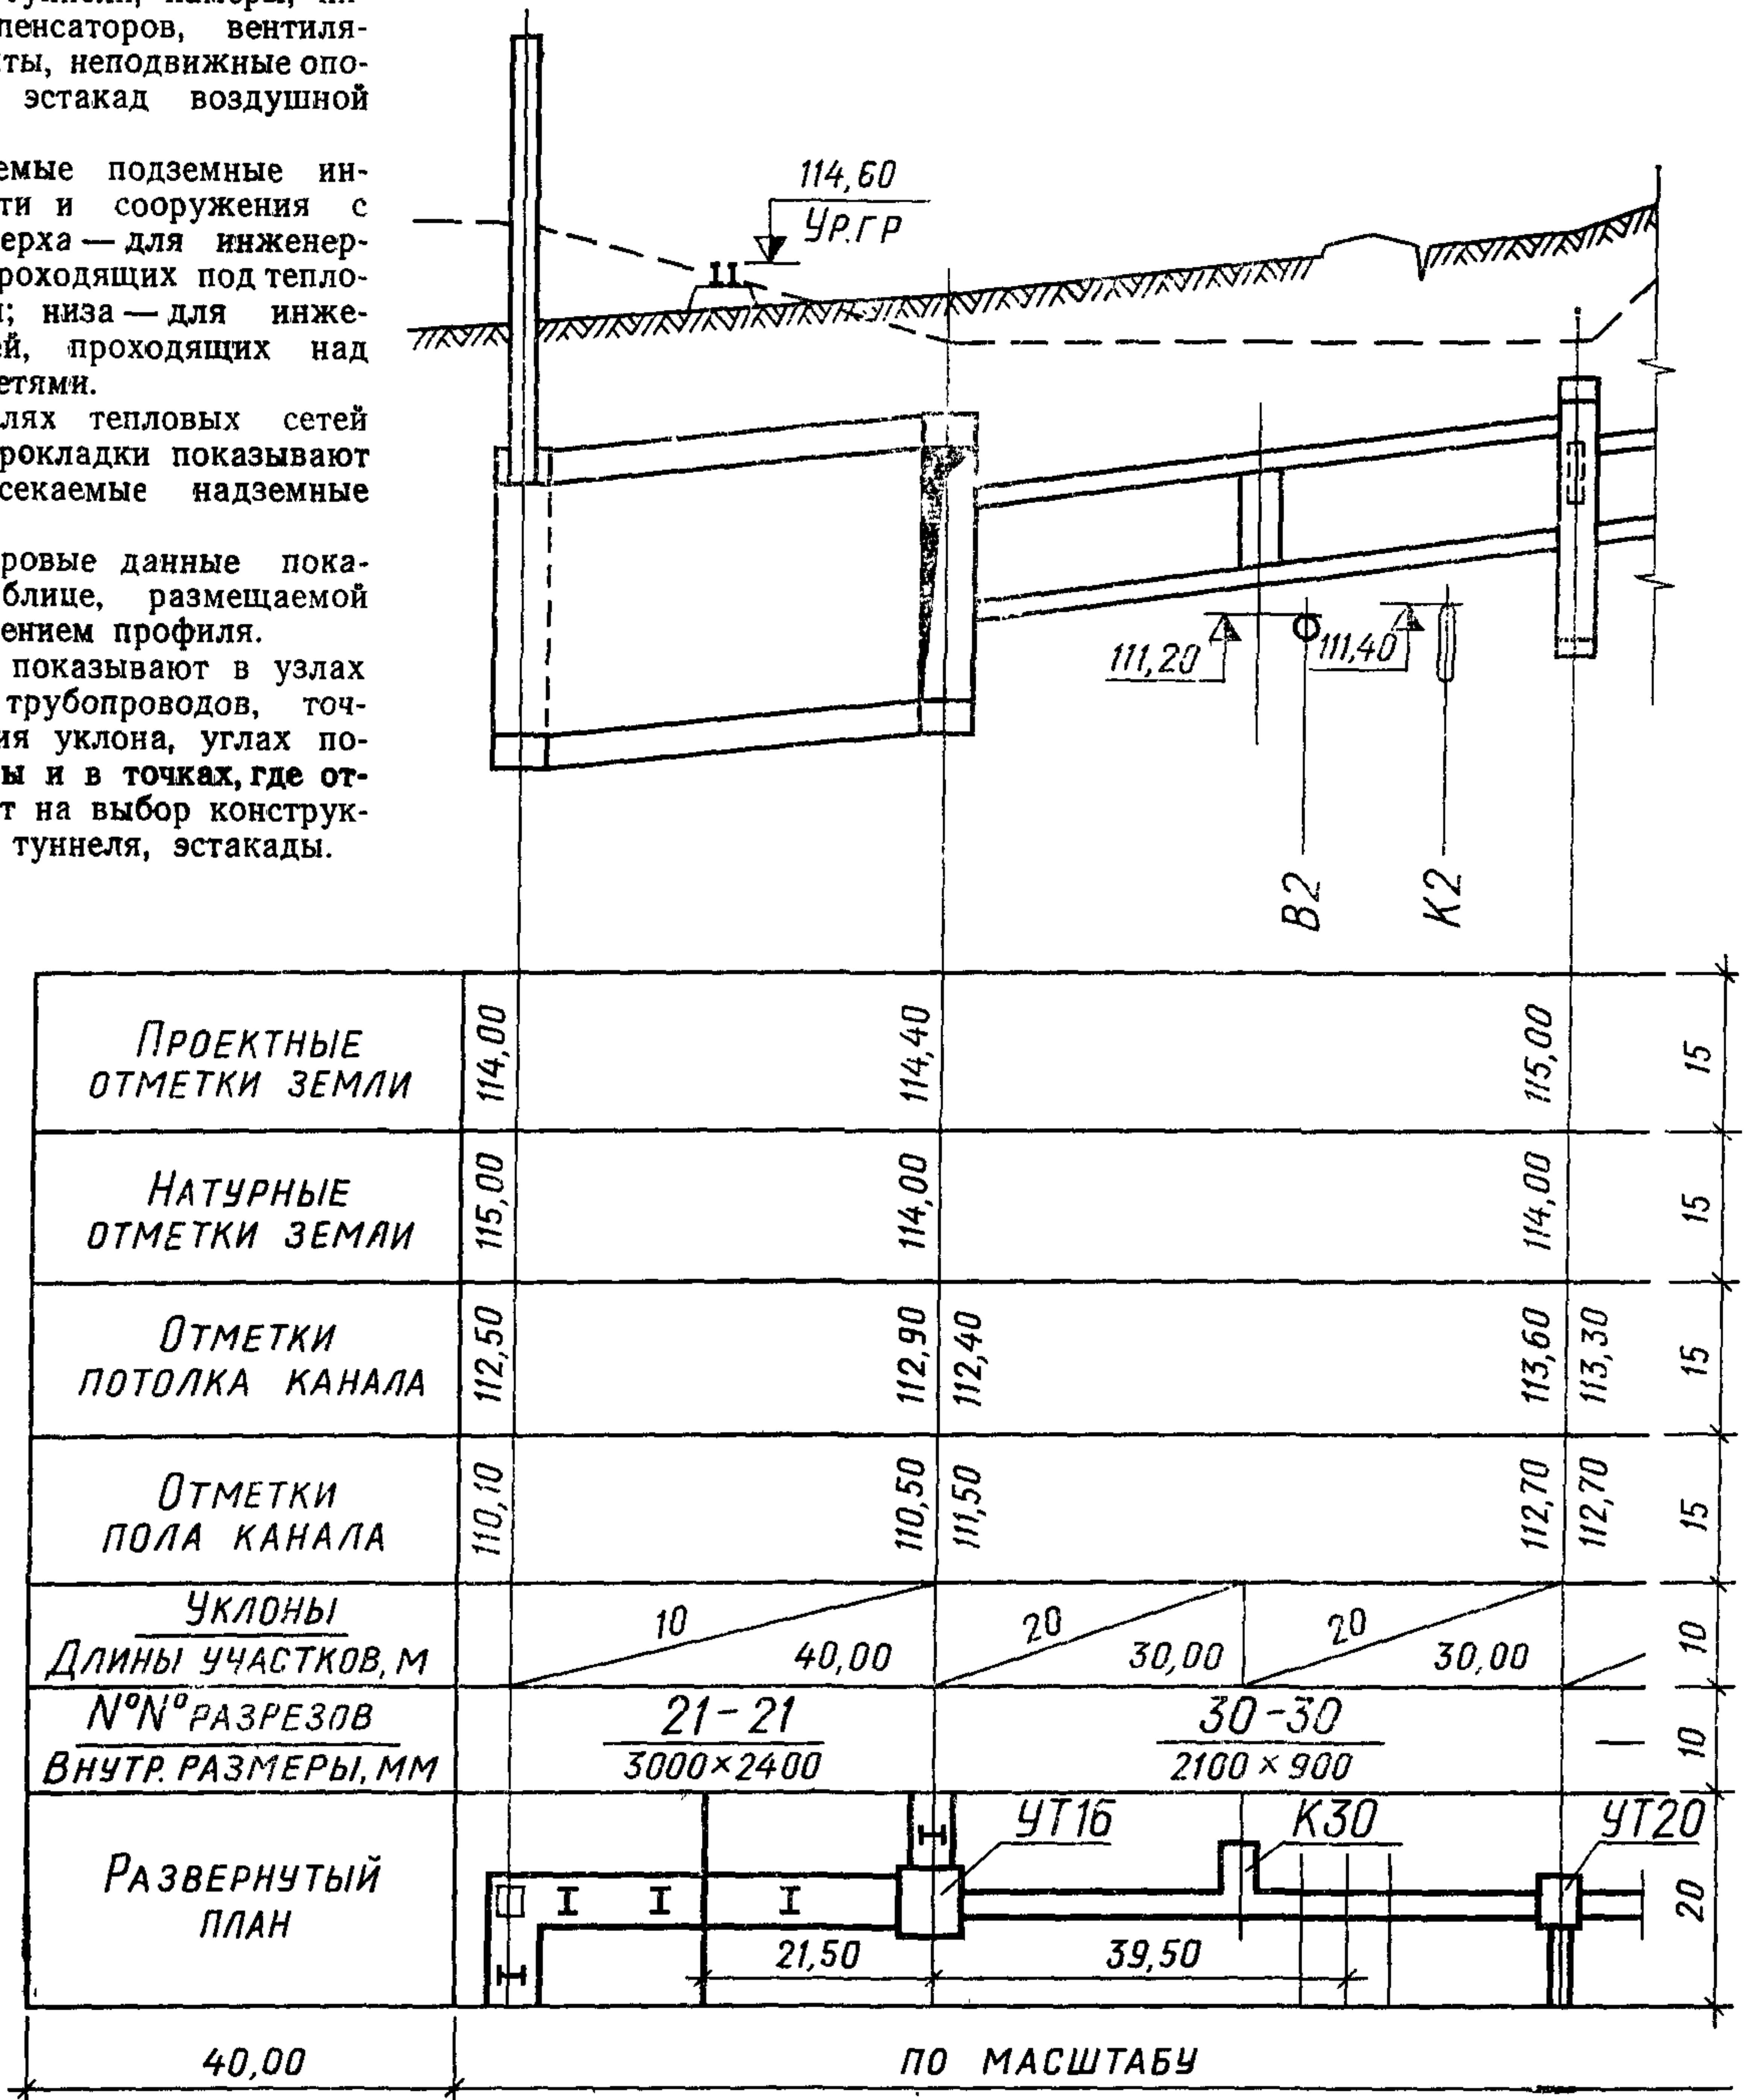 пенсаторов, вентиля-
ты, неподвижные опо-
эстакад воздушной
емые подземные ин-
ти и сооружения с
ерха — для инженер-
роходящих под тепло-
; низа — для инже-
ей, проходящих над
етями.
лях тепловых сетей
рокладки показывают
секаемые надземные
ровые данные пока-
блице, размещаемой
ением профиля.
показывают в узлах
трубопроводов, точ-
ия уклона, углах по-
ы и в точках, где от-
т на выбор конструк-
туннеля, эстакады.
114,60
УР.ГР
111,20
111,40
В2
К2
ПРОЕКТНЫЕ
ОТМЕТКИ ЗЕМЛИ
114,00
114,40
115,00
15
НАТУРНЫЕ
ОТМЕТКИ ЗЕМЛИ
115,00
114,00
114,00
15
ОТМЕТКИ
ПОТОЛКА КАНАЛА
112,50
112,90
112,40
113,60
113,30
15
ОТМЕТКИ
ПОЛА КАНАЛА
110,10
110,50
111,50
112,70
112,70
15
УКЛОНЫ
ДЛИНЫ УЧАСТКОВ, М
10
40,00
20
30,00
20
30,00
10
N°N° РАЗРЕЗОВ
ВНУТР. РАЗМЕРЫ, ММ
21-21
3000×2400
30-30
2100×900
10
РАЗВЕРНУТЫЙ
ПЛАН
УТ16
К30
УТ20
21,50
39,50
20
40,00
ПО МАСШТАБУ